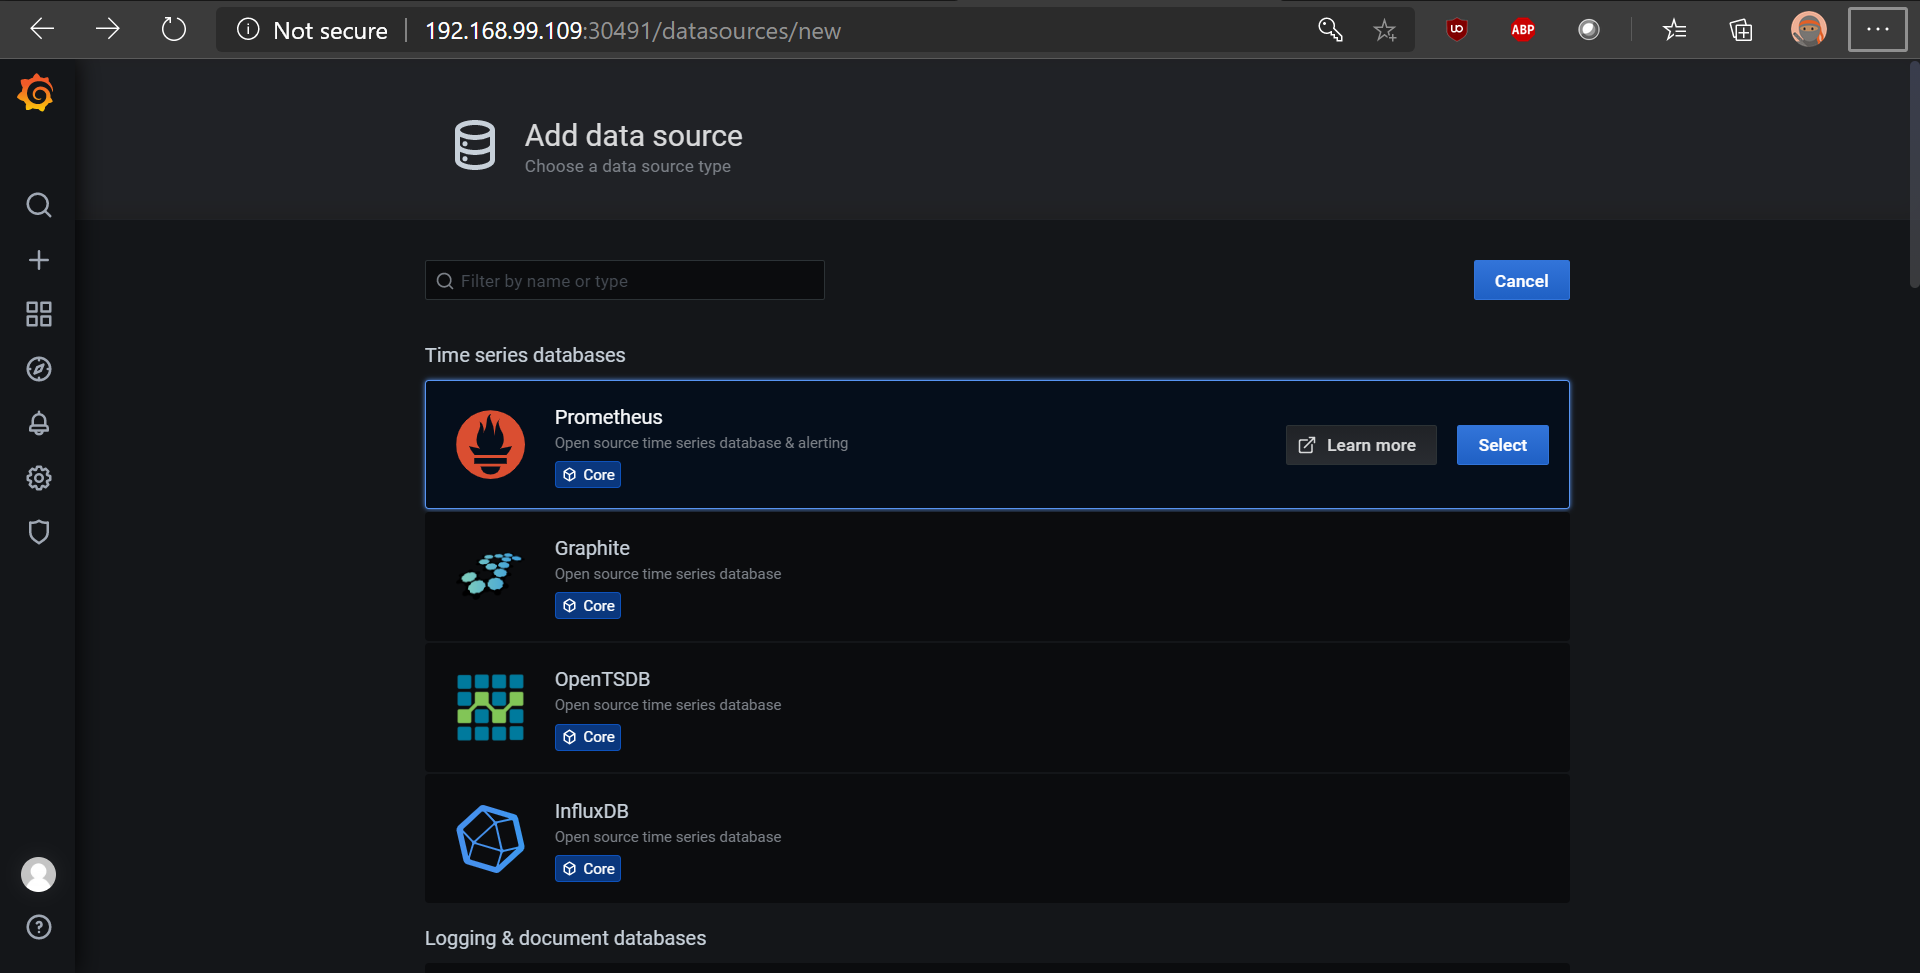 Not secure 192.168.99.109:30491/datasources/new
UO
ABP
Add data source
Choose a data source type
Filter by name or type
Cancel
Time series databases
Prometheus
Open source time series database & alerting
Core
Learn more
Select
Graphite
Open source time series database
Core
OpenTSDB
Open source time series database
Core
InfluxDB
Open source time series database
Core
Logging & document databases